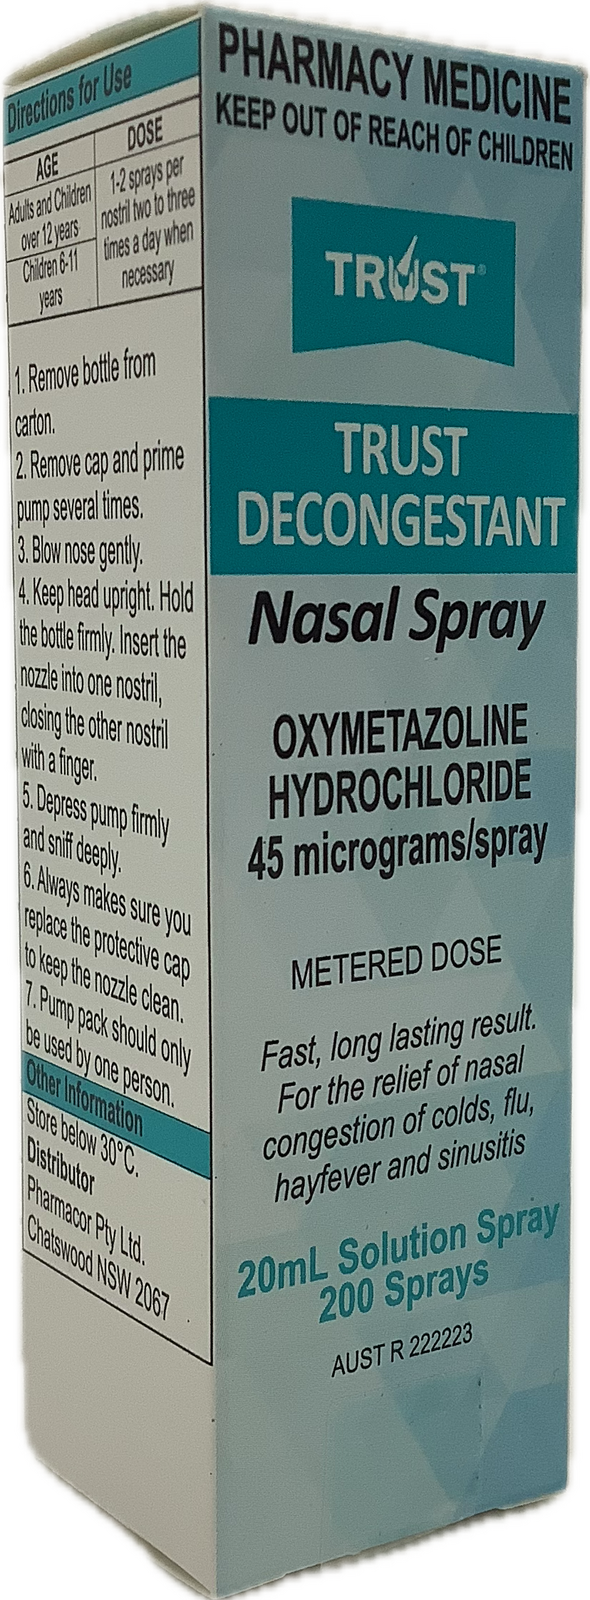 Directions for Use
AGE
DOSE
Adults and Children
over 12 years
Children 6-11
years
1-2 sprays per
nostril two to three
times a day when
necessary
1. Remove bottle from
carton.
2. Remove cap and prime
pump several times.
3. Blow nose gently.
4. Keep head upright. Hold
the bottle firmly. Insert the
nozzle into one nostril,
closing the other nostril
with a finger.
5. Depress pump firmly
and sniff deeply.
6. Always makes sure you
replace the protective cap
to keep the nozzle clean.
7. Pump pack should only
be used by one person.
Other Information
Store below 30°C.
Distributor
Pharmacor Pty Ltd.
Chatswood NSW 2067
PHARMACY MEDICINE
KEEP OUT OF REACH OF CHILDREN
TRUST®
TRUST
DECONGESTANT
Nasal Spray
OXYMETAZOLINE
HYDROCHLORIDE
45 micrograms/spray
METERED DOSE
Fast, long lasting result.
For the relief of nasal
congestion of colds, flu,
hayfever and sinusitis
20mL Solution Spray
200 Sprays
AUST R 222223